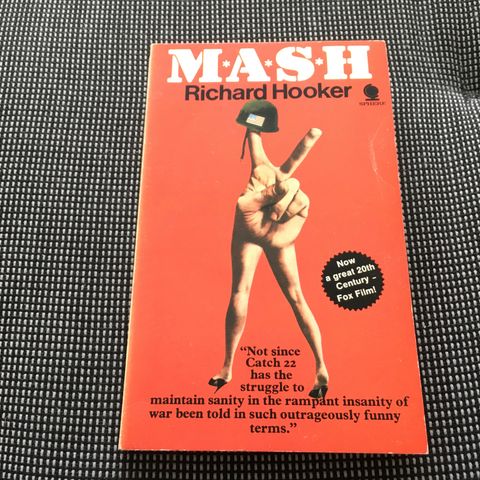 M*A*S*H
Richard Hooker
SPHERE
Now
a great 20th
Century -
Fox Film!
“Not since
Catch 22
has the
struggle to
maintain sanity in the rampant insanity of
war been told in such outrageously funny
terms.”